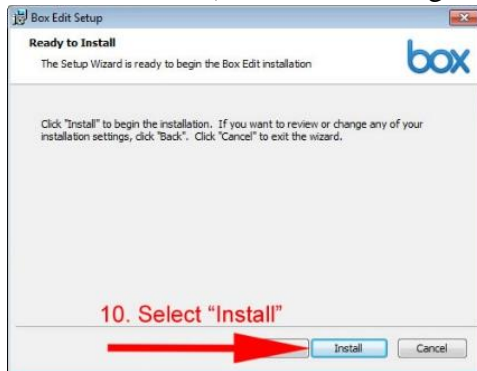 Box Edit Setup
Ready to Install
The Setup Wizard is ready to begin the Box Edit installation
box
Click "Install" to begin the installation. If you want to review or change any of your
installation settings, click "Back". Click "Cancel" to exit the wizard.
10. Select "Install"
Install
Cancel